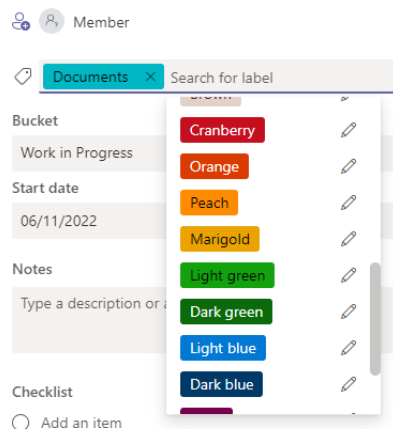 Member
Documents × Search for label
Brown
Bucket
Cranberry
Work in Progress
Orange
Start date
Peach
06/11/2022
Marigold
Notes
Light green
Type a description or
Dark green
Light blue
Checklist
Dark blue
Add an item